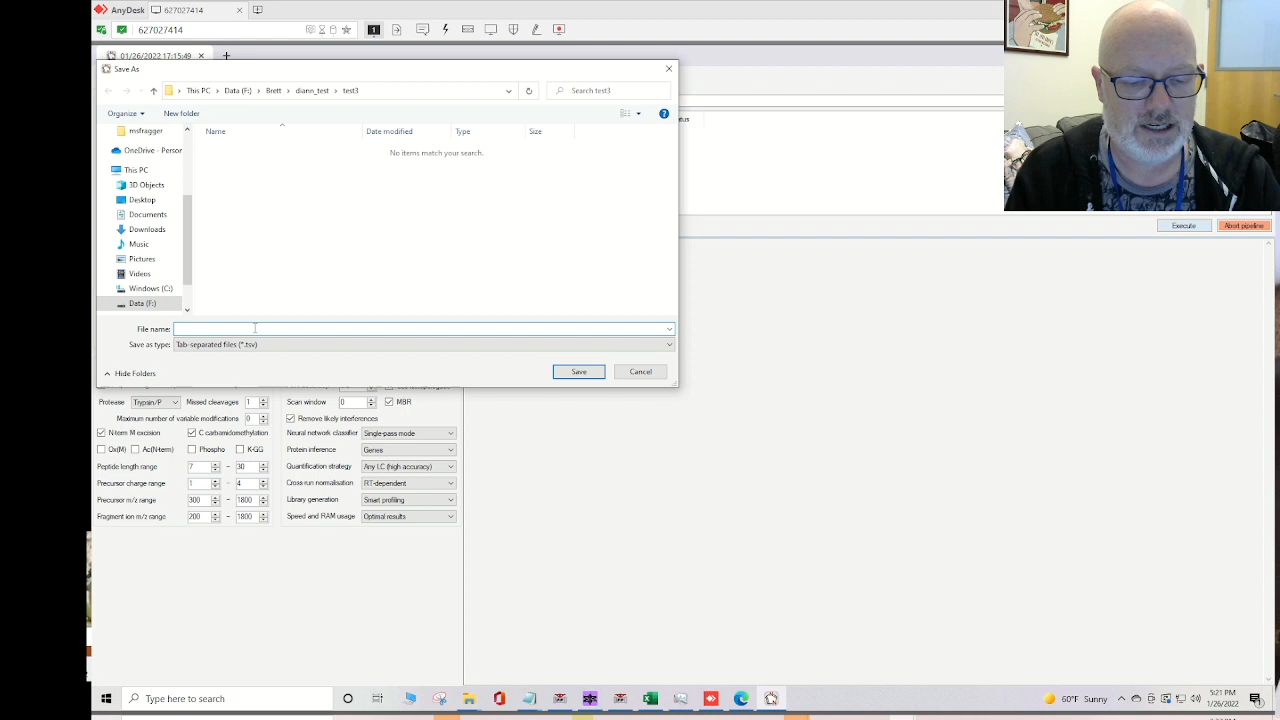 AnyDesk 627027414
627027414
1
01/26/2022 17:15:49
Save As
This PC Data (F:) Brett diann_test test3
Search test3
Organize
New folder
msfragger
OneDrive - Person
This PC
3D Objects
Desktop
Documents
Downloads
Music
Pictures
Videos
Windows (C:)
Data (F:)
Name Date modified Type Size
No items match your search.
File name:
Save as type: Tab-separated files (*.tsv)
Hide Folders
Save Cancel
Execute Abort pipeline
Protease Trypsin/P Missed cleavages 1
Maximum number of variable modifications 0
N-term M excision C carbamidomethylation
Ox(M) Ac(N-term) Phospho K-GG
Peptide length range 7 - 30
Precursor charge range 1 - 4
Precursor m/z range 300 - 1800
Fragment ion m/z range 200 - 1800
Scan window 0 MBR
Remove likely interferences
Neural network classifier Single-pass mode
Protein inference Genes
Quantification strategy Any LC (high accuracy)
Cross-run normalisation RT-dependent
Library generation Smart profiling
Speed and RAM usage Optimal results
Type here to search
60°F Sunny
5:21 PM
1/26/2022